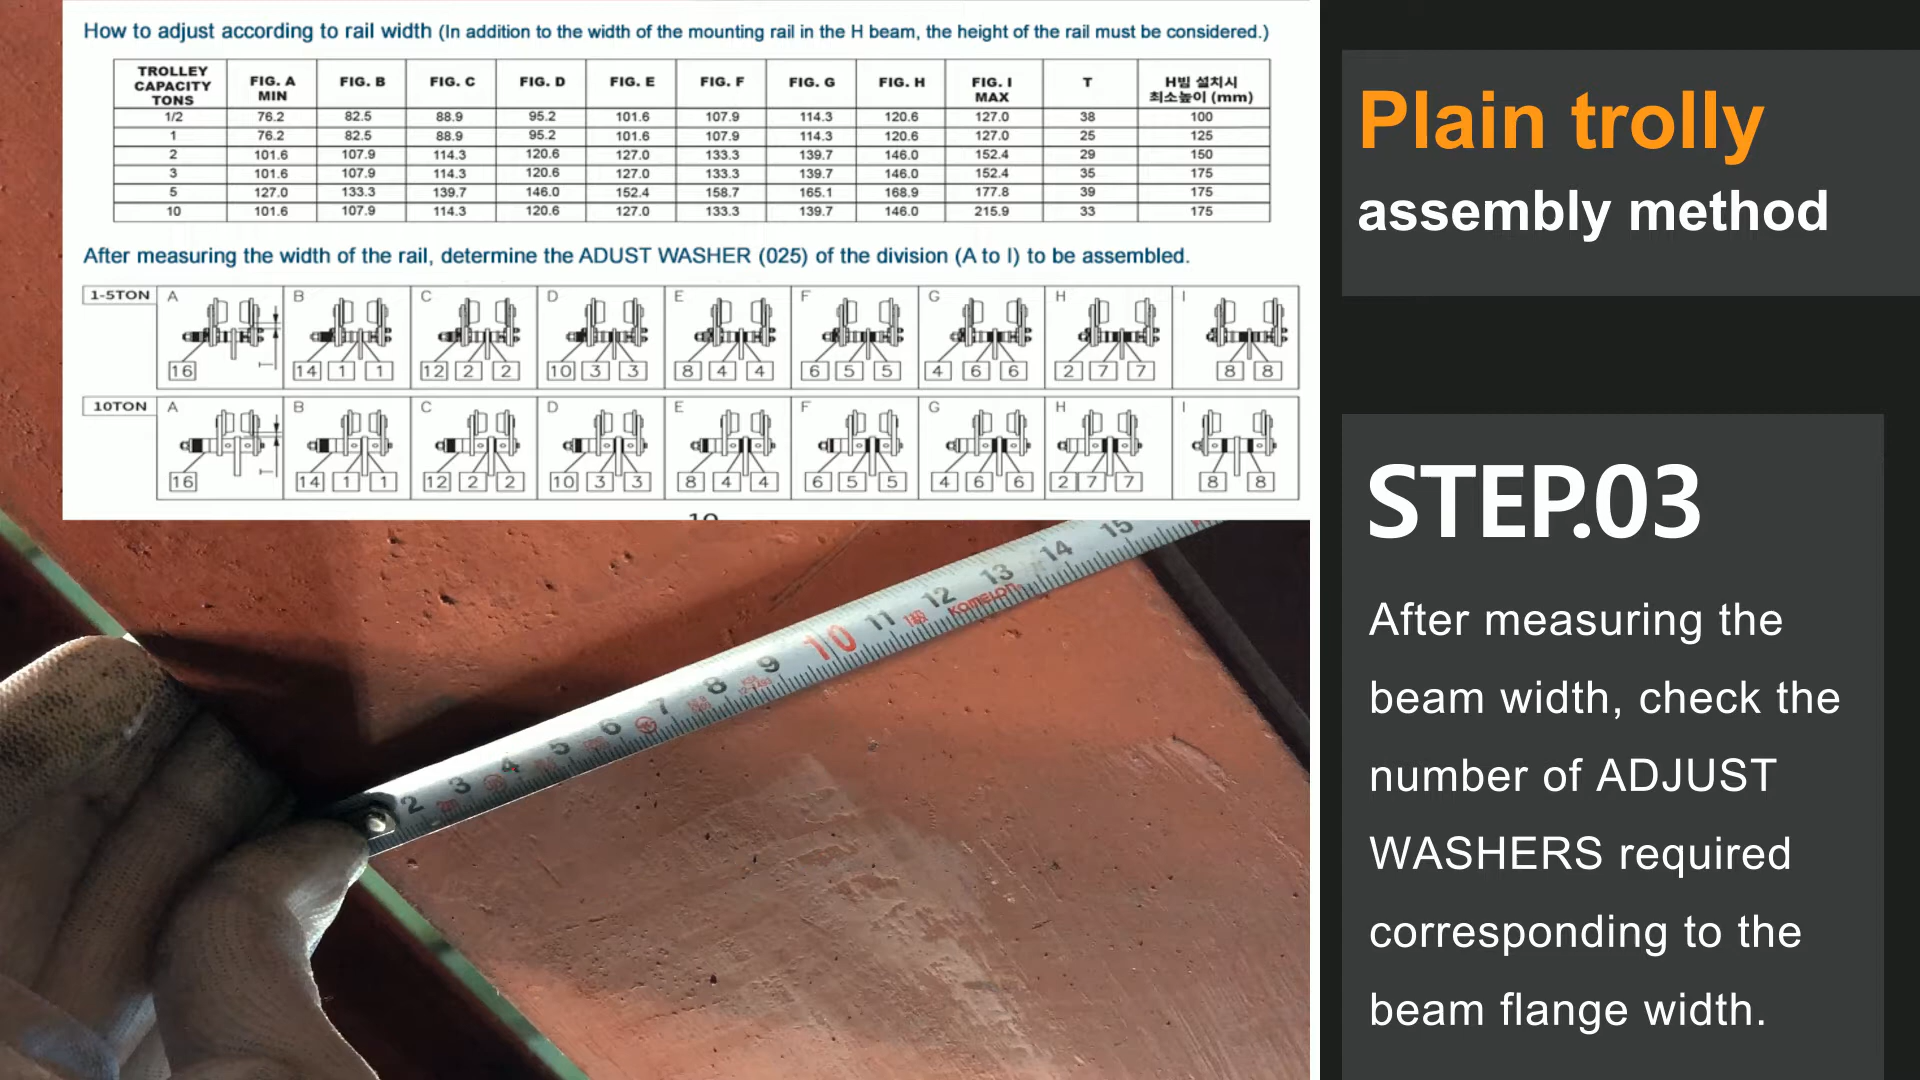 How to adjust according to rail width (In addition to the width of the mounting rail in the H beam, the height of the rail must be considered.)
TROLLEY CAPACITY TONS FIG. A MIN FIG. B FIG. C FIG. D FIG. E FIG. F FIG. G FIG. H FIG. I MAX T H빔 설치시 최소높이 (mm)
1/2 76.2 82.5 88.9 95.2 101.6 107.9 114.3 120.6 127.0 38 100
1 76.2 82.5 88.9 95.2 101.6 107.9 114.3 120.6 127.0 25 125
2 101.6 107.9 114.3 120.6 127.0 133.3 139.7 146.0 152.4 29 150
3 101.6 107.9 114.3 120.6 127.0 133.3 139.7 146.0 152.4 35 175
5 127.0 133.3 139.7 146.0 152.4 158.7 165.1 168.9 177.8 39 175
10 101.6 107.9 114.3 120.6 127.0 133.3 139.7 146.0 215.9 33 175
After measuring the width of the rail, determine the ADUST WASHER (025) of the division (A to I) to be assembled.
1-5TON A B C D E F G H I
T
16 14 1 1 12 2 2 10 3 3 8 4 4 6 5 5 4 6 6 2 7 7 8 8
10TON A B C D E F G H I
T
16 14 1 1 12 2 2 10 3 3 8 4 4 6 5 5 4 6 6 2 7 7 8 8
2 3 4 5 6 7 8 9 10 11 12 13 14 15
2m
KOMELON
Plain trolly
assembly method
STEP.03
After measuring the
beam width, check the
number of ADJUST
WASHERS required
corresponding to the
beam flange width.